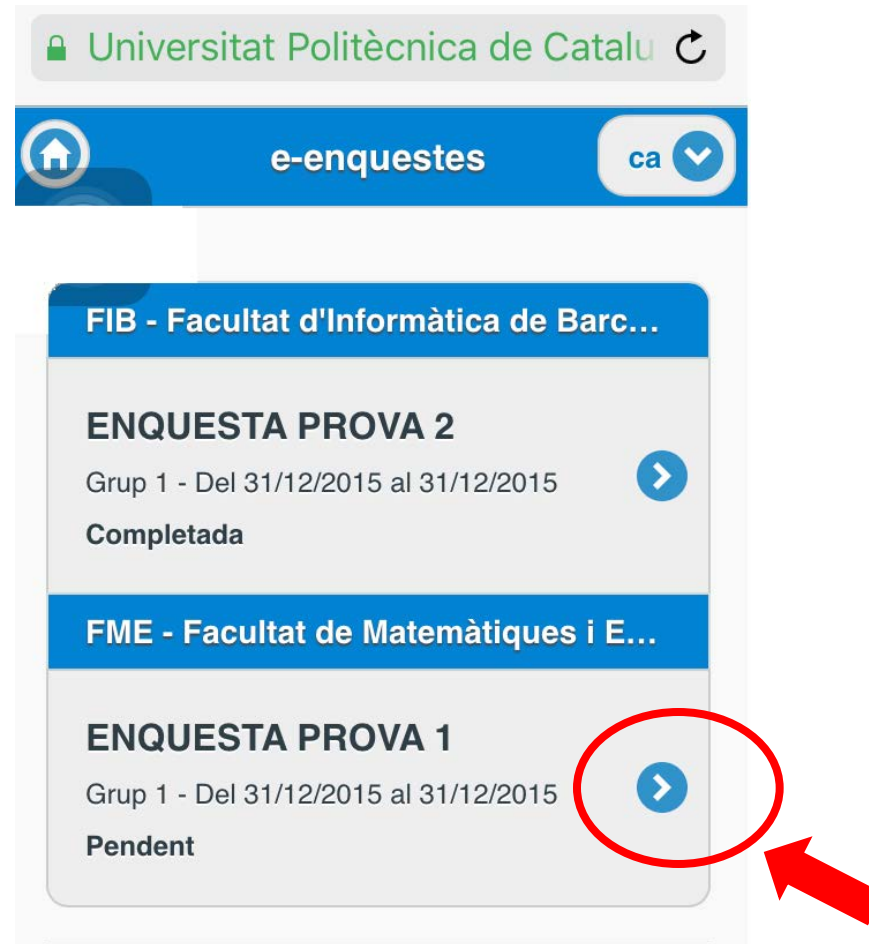 Universitat Politècnica de Catalu
e-enquestes
ca
FIB - Facultat d'Informàtica de Barc...
ENQUESTA PROVA 2
Grup 1 - Del 31/12/2015 al 31/12/2015
Completada
FME - Facultat de Matemàtiques i E...
ENQUESTA PROVA 1
Grup 1 - Del 31/12/2015 al 31/12/2015
Pendent